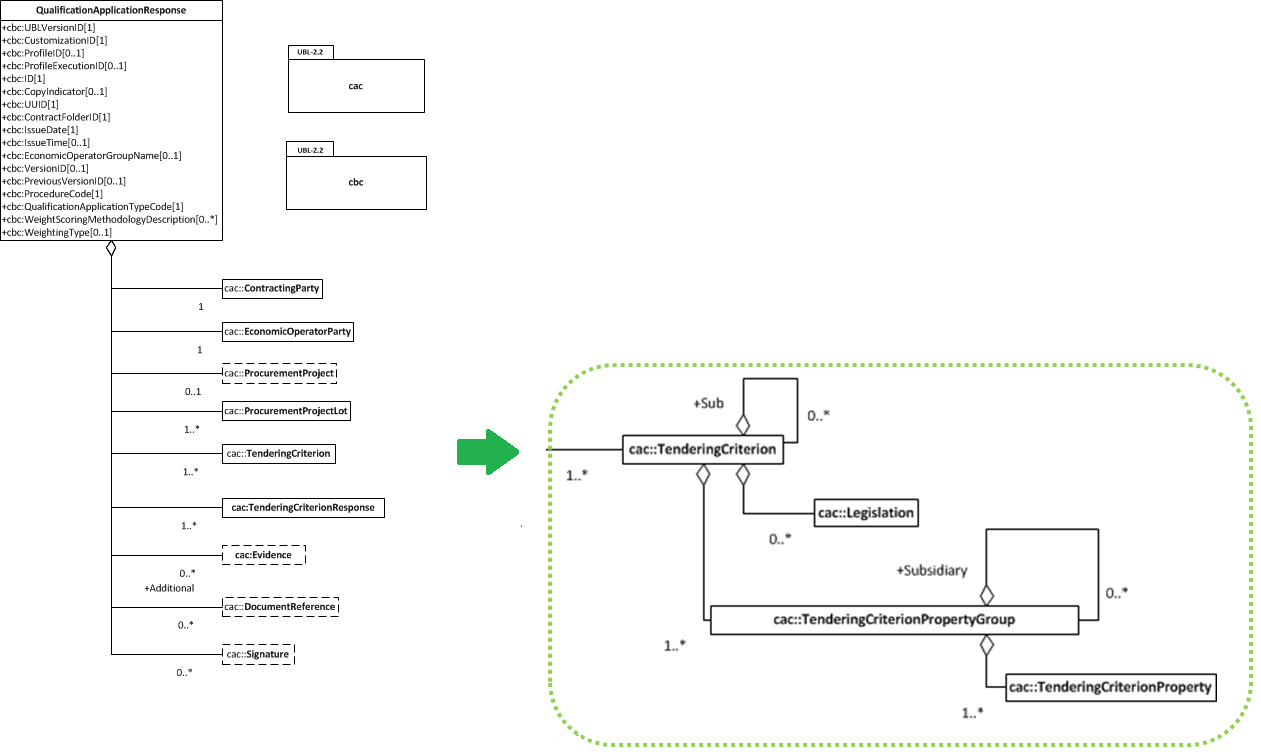 QualificationApplicationResponse
+cbc:UBLVersionID[1]
+cbc:CustomizationID[1]
+cbc:ProfileID[0..1]
+cbc:ProfileExecutionID[0..1]
+cbc:ID[1]
+cbc:CopyIndicator[0..1]
+cbc:UUID[1]
+cbc:ContractFolderID[1]
+cbc:IssueDate[1]
+cbc:IssueTime[0..1]
+cbc:EconomicOperatorGroupName[0..1]
+cbc:VersionID[0..1]
+cbc:PreviousVersionID[0..1]
+cbc:ProcedureCode[1]
+cbc:QualificationApplicationTypeCode[1]
+cbc:WeightScoringMethodologyDescription[0..*]
+cbc:WeightingType[0..1]
UBL-2.2
cac
UBL-2.2
cbc
cac::ContractingParty
1
cac::EconomicOperatorParty
1
cac::ProcurementProject
0..1
cac::ProcurementProjectLot
1..*
cac::TenderingCriterion
1..*
cac:TenderingCriterionResponse
1..*
cac:Evidence
0..*
+Additional
cac::DocumentReference
0..*
cac::Signature
0..*
+Sub
0..*
cac::TenderingCriterion
1..*
cac::Legislation
0..*
+Subsidiary
0..*
cac::TenderingCriterionPropertyGroup
1..*
cac::TenderingCriterionProperty
1..*